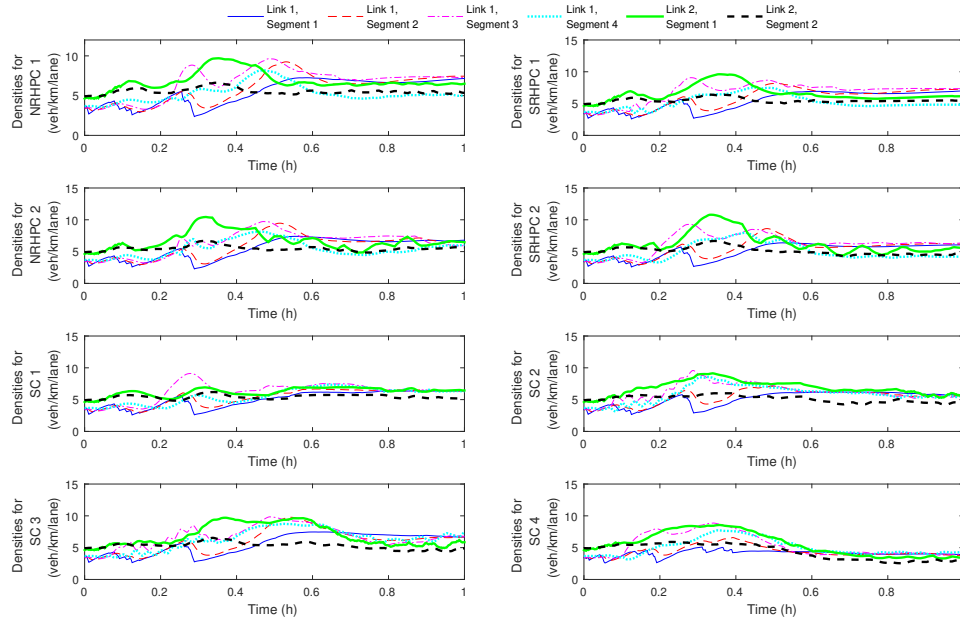 Link 1, Segment 1
Link 1, Segment 2
Link 1, Segment 3
Link 1, Segment 4
Link 2, Segment 1
Link 2, Segment 2
Densities for
NRHPC 1
(veh/km/lane)
15
10
5
0
0 0.2 0.4 0.6 0.8 1
Time (h)
Densities for
SRHPC 1
(veh/km/lane)
15
10
5
0
0 0.2 0.4 0.6 0.8
Time (h)
Densities for
NRHPC 2
(veh/km/lane)
15
10
5
0
0 0.2 0.4 0.6 0.8 1
Time (h)
Densities for
SRHPC 2
(veh/km/lane)
15
10
5
0
0 0.2 0.4 0.6 0.8
Time (h)
Densities for
SC 1
(veh/km/lane)
15
10
5
0
0 0.2 0.4 0.6 0.8 1
Time (h)
Densities for
SC 2
(veh/km/lane)
15
10
5
0
0 0.2 0.4 0.6 0.8
Time (h)
Densities for
SC 3
(veh/km/lane)
15
10
5
0
0 0.2 0.4 0.6 0.8 1
Time (h)
Densities for
SC 4
(veh/km/lane)
15
10
5
0
0 0.2 0.4 0.6 0.8
Time (h)